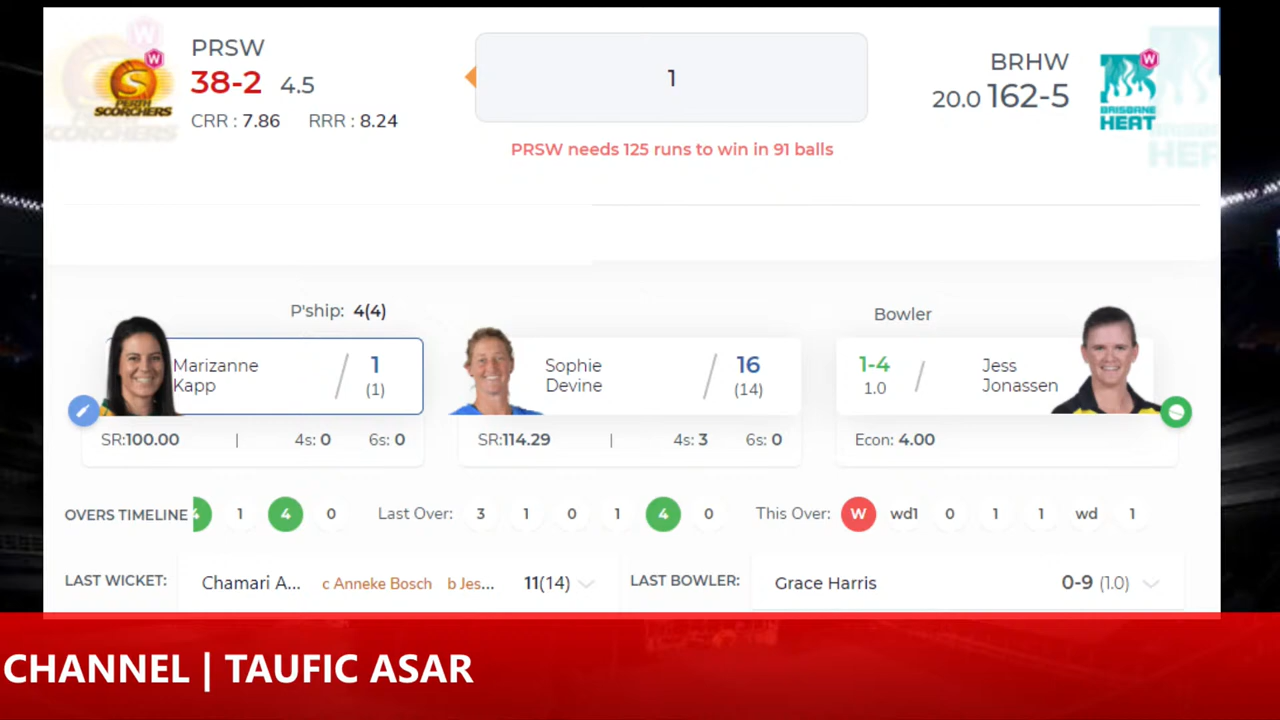 W
PERTH
SCORCHERS
PRSW
38-2 4.5
CRR : 7.86 RRR : 8.24
1
PRSW needs 125 runs to win in 91 balls
BRHW
20.0 162-5
W
BRISBANE
HEAT
P'ship: 4(4)
Bowler
Marizanne
Kapp
1
(1)
Sophie
Devine
16
(14)
1-4
1.0
Jess
Jonassen
SR:100.00 | 4s: 0 6s: 0
SR:114.29 | 4s: 3 6s: 0
Econ: 4.00
OVERS TIMELINE 4 1 4 0 Last Over: 3 1 0 1 4 0 This Over: W wd1 0 1 1 wd 1
LAST WICKET: Chamari A... c Anneke Bosch b Jes... 11(14)
LAST BOWLER: Grace Harris 0-9 (1.0)
CHANNEL | TAUFIC ASAR